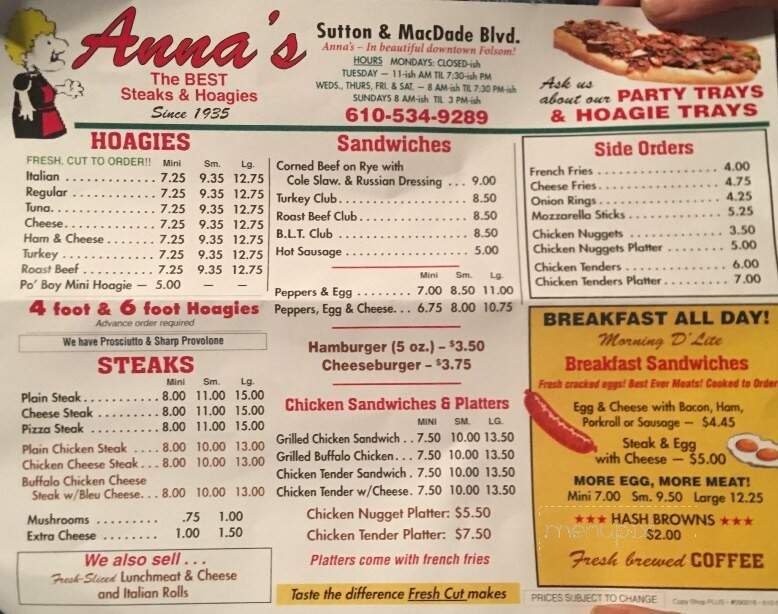 Anna's
The BEST
Steaks & Hoagies
Since 1935
Sutton & MacDade Blvd.
Anna's – In beautiful downtown Folsom!
HOURS MONDAYS: CLOSED-ish
TUESDAY – 11-ish AM TIL 7:30-ish PM
WEDS., THURS, FRI. & SAT. – 8 AM-ish TIL 7:30 PM-ish
SUNDAYS 8 AM-ish TIL 3 PM-ish
610-534-9289
Ask us
about our PARTY TRAYS
& HOAGIE TRAYS
HOAGIES
FRESH, CUT TO ORDER!! Mini Sm. Lg.
Italian . . . . . . . . . . . . 7.25 9.35 12.75
Regular . . . . . . . . . . . 7.25 9.35 12.75
Tuna. . . . . . . . . . . . . . 7.25 9.35 12.75
Cheese. . . . . . . . . . . . 7.25 9.35 12.75
Ham & Cheese . . . . . . . 7.25 9.35 12.75
Turkey . . . . . . . . . . . . 7.25 9.35 12.75
Roast Beef . . . . . . . . . 7.25 9.35 12.75
Po' Boy Mini Hoagie – 5.00 – –
4 foot & 6 foot Hoagies
Advance order required
We have Prosciutto & Sharp Provolone
STEAKS
Mini Sm. Lg.
Plain Steak. . . . . . . . . . . 8.00 11.00 15.00
Cheese Steak . . . . . . . . . 8.00 11.00 15.00
Pizza Steak . . . . . . . . . . 8.00 11.00 15.00
Plain Chicken Steak . . . . 8.00 10.00 13.00
Chicken Cheese Steak . . . 8.00 10.00 13.00
Buffalo Chicken Cheese
Steak w/Bleu Cheese. . . 8.00 10.00 13.00
Mushrooms . . . . . . . . . .75 1.00
Extra Cheese . . . . . . . . 1.00 1.50
We also sell . . .
Fresh-Sliced Lunchmeat & Cheese
and Italian Rolls
Sandwiches
Corned Beef on Rye with
Cole Slaw. & Russian Dressing . . . 9.00
Turkey Club. . . . . . . . . . . . . . . . 8.50
Roast Beef Club. . . . . . . . . . . . . 8.50
B.L.T. Club . . . . . . . . . . . . . . . . 8.50
Hot Sausage . . . . . . . . . . . . . . . 5.00
Mini Sm. Lg.
Peppers & Egg . . . . . . . . 7.00 8.50 11.00
Peppers, Egg & Cheese. . . 6.75 8.00 10.75
Hamburger (5 oz.) – $3.50
Cheeseburger – $3.75
Chicken Sandwiches & Platters
MINI SM. LG.
Grilled Chicken Sandwich . . 7.50 10.00 13.50
Grilled Buffalo Chicken . . . 7.50 10.00 13.50
Chicken Tender Sandwich . 7.50 10.00 13.50
Chicken Tender w/Cheese. 7.50 10.00 13.50
Chicken Nugget Platter: $5.50
Chicken Tender Platter: $7.50
Platters come with french fries
Taste the difference Fresh Cut makes
Side Orders
French Fries . . . . . . . . . . . . . . . . 4.00
Cheese Fries. . . . . . . . . . . . . . . . 4.75
Onion Rings . . . . . . . . . . . . . . . . 4.25
Mozzarella Sticks . . . . . . . . . . . . 5.25
Chicken Nuggets . . . . . . . . . . . . 3.50
Chicken Nuggets Platter . . . . . . . 5.00
Chicken Tenders . . . . . . . . . . . . . 6.00
Chicken Tenders Platter. . . . . . . . 7.00
BREAKFAST ALL DAY!
Morning D'Lite
Breakfast Sandwiches
Fresh cracked eggs! Best Ever Meats! Cooked to Order
Egg & Cheese with Bacon, Ham,
Porkroll or Sausage – $4.45
Steak & Egg
with Cheese – $5.00
MORE EGG, MORE MEAT!
Mini 7.00 Sm. 9.50 Large 12.25
★★★ HASH BROWNS ★★★
$2.00
Fresh brewed COFFEE
PRICES SUBJECT TO CHANGE